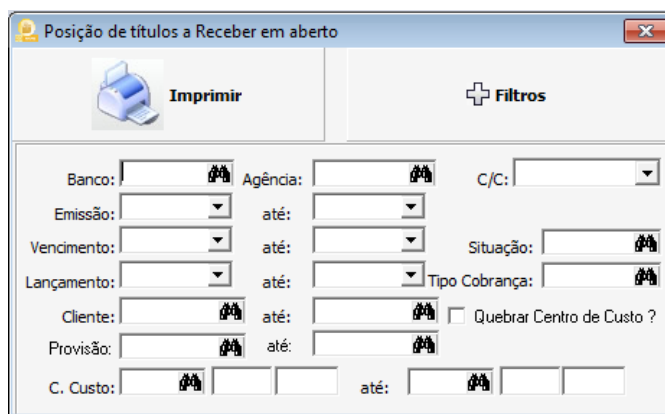 Posição de títulos a Receber em aberto
Imprimir Filtros
Banco: Agência: C/C:
Emissão: até:
Vencimento: até: Situação:
Lançamento: até: Tipo Cobrança:
Cliente: até: Quebrar Centro de Custo ?
Provisão: até:
C. Custo: até: